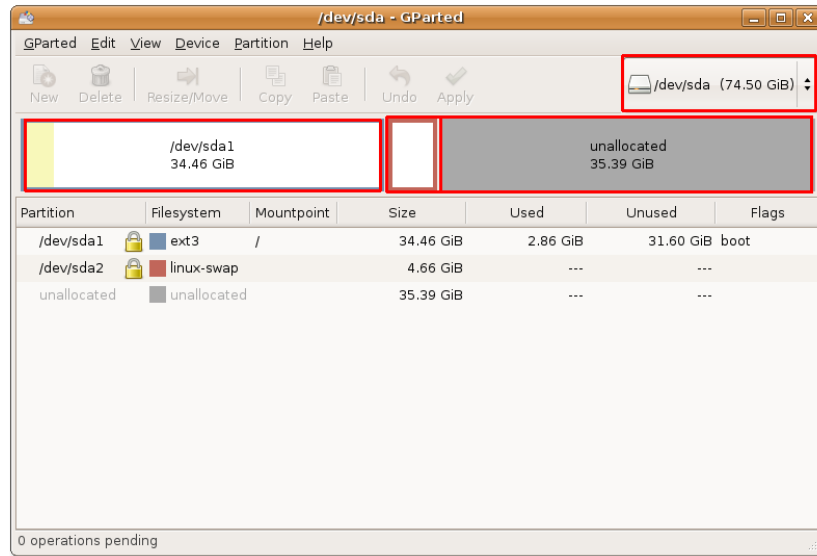 /dev/sda - GParted
GParted Edit View Device Partition Help
New Delete Resize/Move Copy Paste Undo Apply /dev/sda (74.50 GiB)
/dev/sda1
34.46 GiB
unallocated
35.39 GiB
Partition Filesystem Mountpoint Size Used Unused Flags
/dev/sda1 ext3 / 34.46 GiB 2.86 GiB 31.60 GiB boot
/dev/sda2 linux-swap 4.66 GiB --- ---
unallocated unallocated 35.39 GiB --- ---
0 operations pending